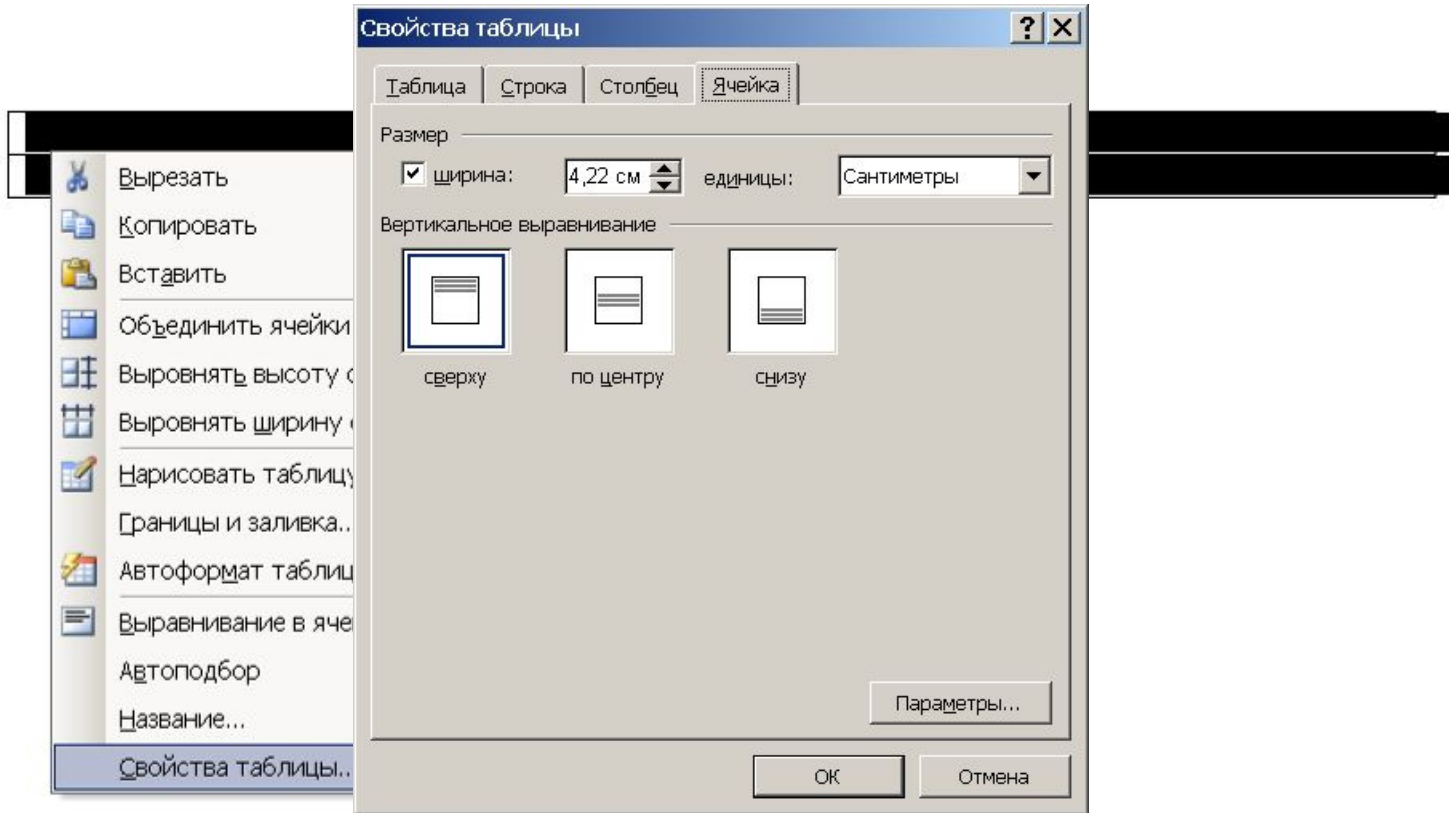 Свойства таблицы
Таблица Строка Столбец Ячейка
Размер
ширина: 4,22 см единицы: Сантиметры
Вертикальное выравнивание
сверху по центру снизу
Параметры...
ОК Отмена
Вырезать
Копировать
Вставить
Объединить ячейки
Выровнять высоту
Выровнять ширину
Нарисовать таблицу
Границы и заливка..
Автоформат таблиц
Выравнивание в яче
Автоподбор
Название...
Свойства таблицы..